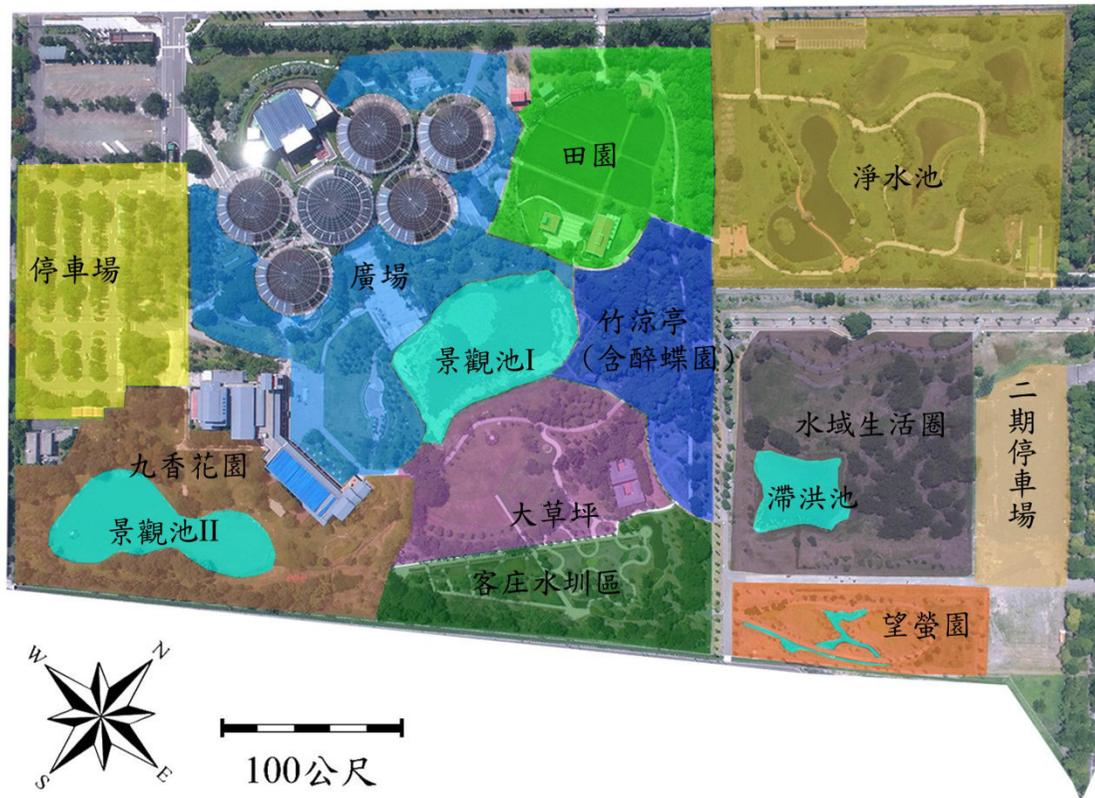 田園
淨水池
停車場
廣場
竹涼亭
（含醉蝶園）
景觀池I
水域生活圈
二期停車場
九香花園
滯洪池
大草坪
景觀池II
客庄水圳區
望螢園
W
N
S
E
100公尺